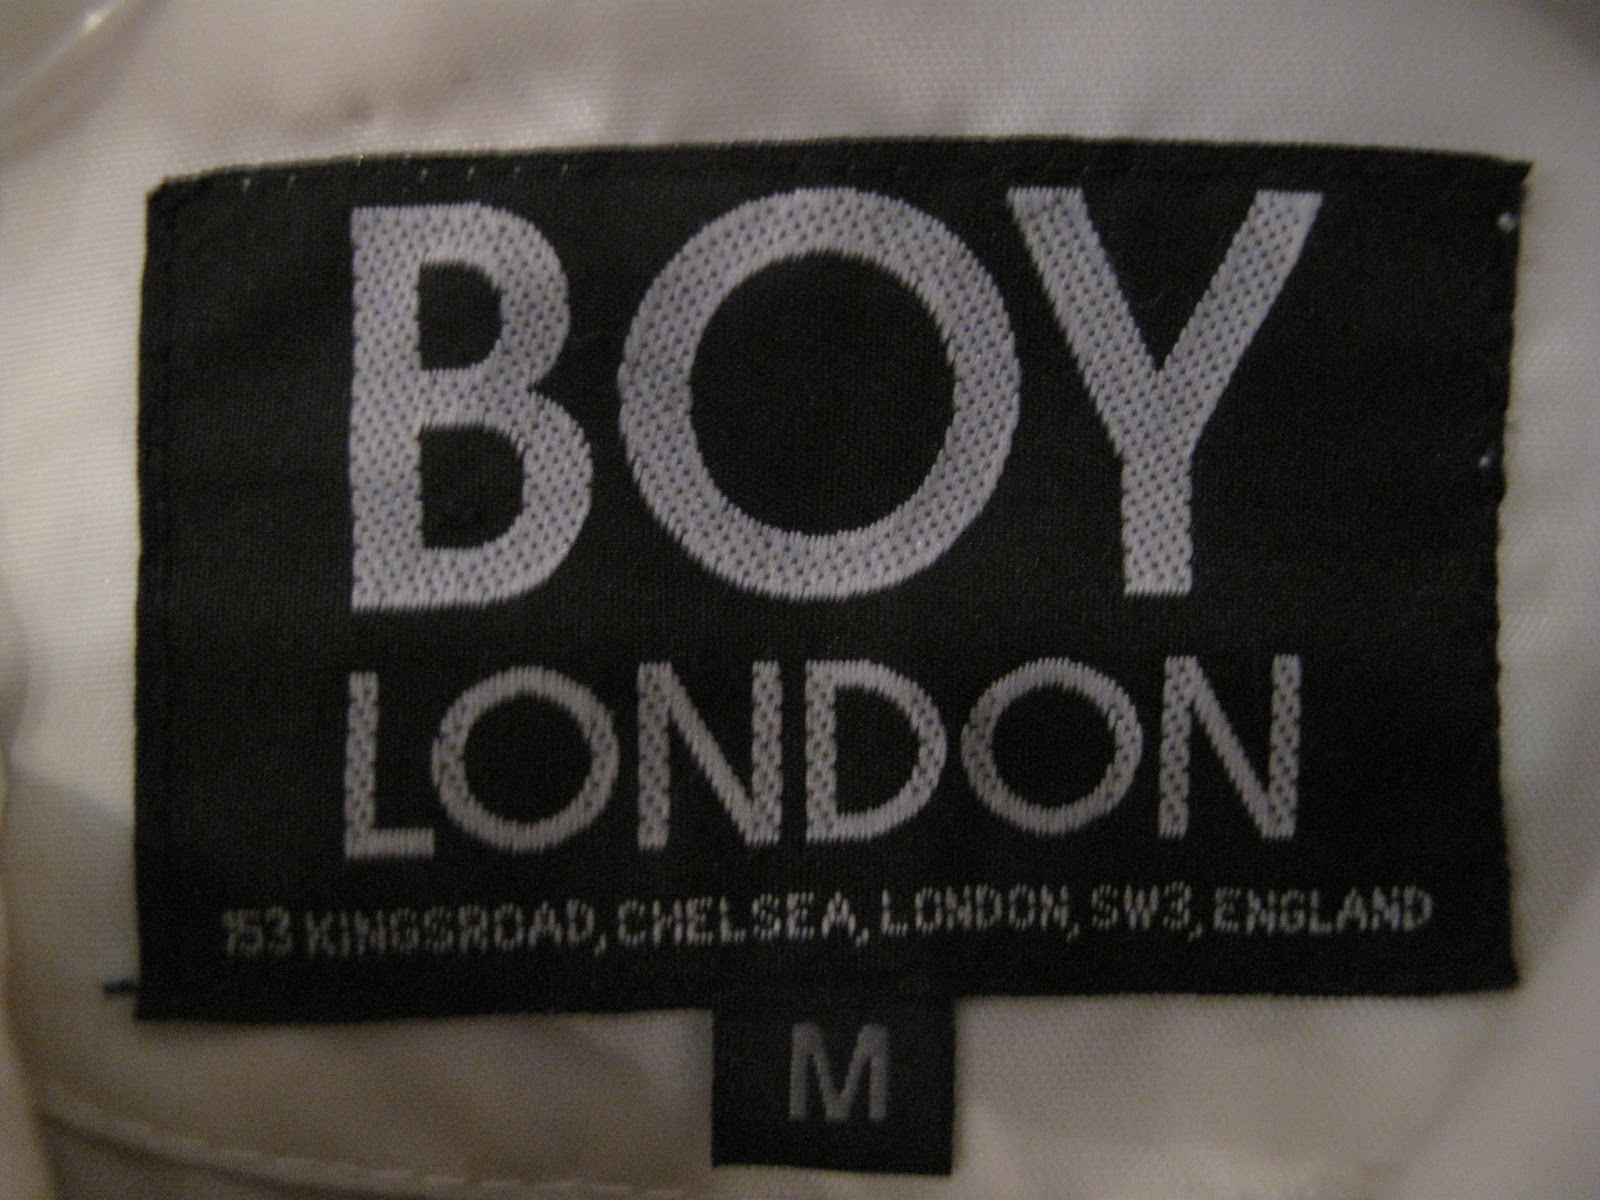 BOY
LONDON
153 KINGSROAD, CHELSEA, LONDON, SW3, ENGLAND
M